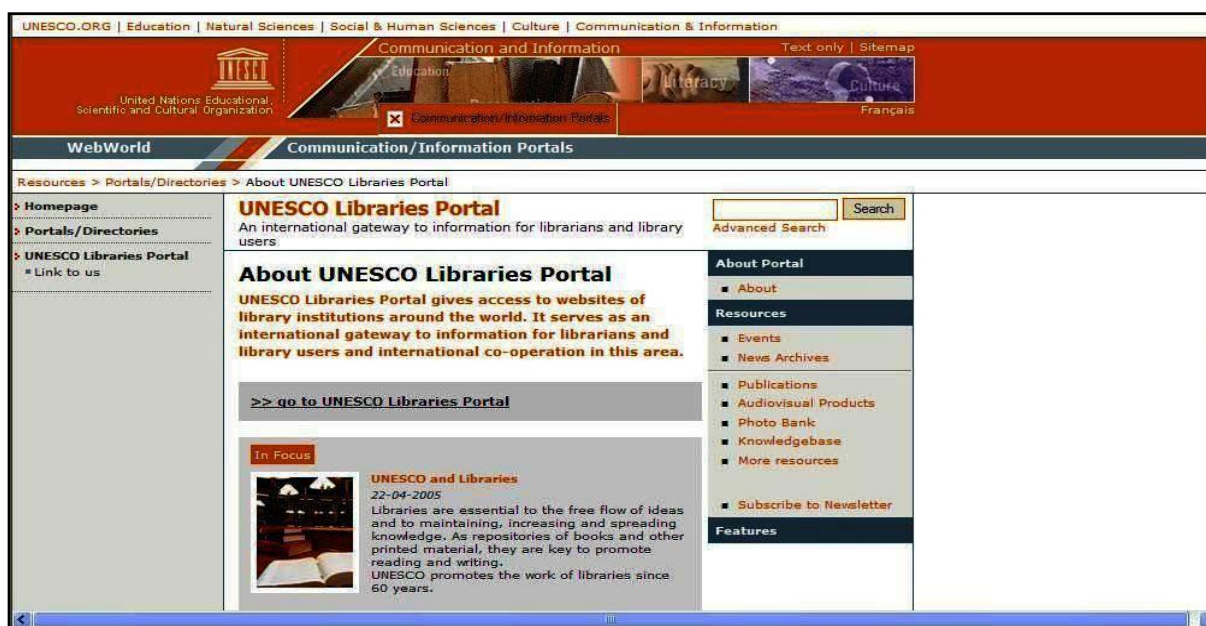 UNESCO.ORG | Education | Natural Sciences | Social & Human Sciences | Culture | Communication & Information
Communication and Information
Text only | Sitemap
UNESCO
Education
Literacy
Culture
United Nations Educational,
Scientific and Cultural Organization
Communication/Information Portals
Français
WebWorld
Communication/Information Portals
Resources > Portals/Directories > About UNESCO Libraries Portal
Homepage
Portals/Directories
UNESCO Libraries Portal
Link to us
UNESCO Libraries Portal
An international gateway to information for librarians and library
users
About UNESCO Libraries Portal
UNESCO Libraries Portal gives access to websites of
library institutions around the world. It serves as an
international gateway to information for librarians and
library users and international co-operation in this area.
>> go to UNESCO Libraries Portal
In Focus
UNESCO and Libraries
22-04-2005
Libraries are essential to the free flow of ideas
and to maintaining, increasing and spreading
knowledge. As repositories of books and other
printed material, they are key to promote
reading and writing.
UNESCO promotes the work of libraries since
60 years.
Search
Advanced Search
About Portal
About
Resources
Events
News Archives
Publications
Audiovisual Products
Photo Bank
Knowledgebase
More resources
Subscribe to Newsletter
Features